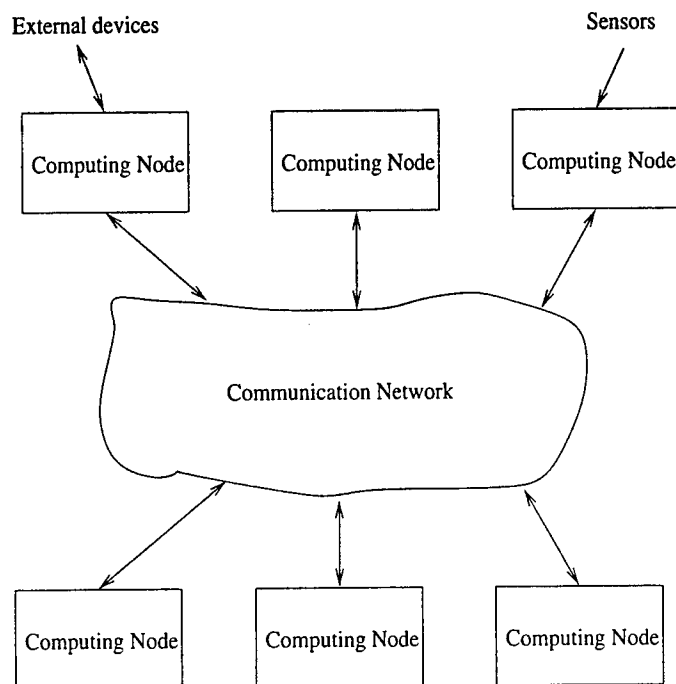 External devices
Sensors
Computing Node
Computing Node
Computing Node
Communication Network
Computing Node
Computing Node
Computing Node